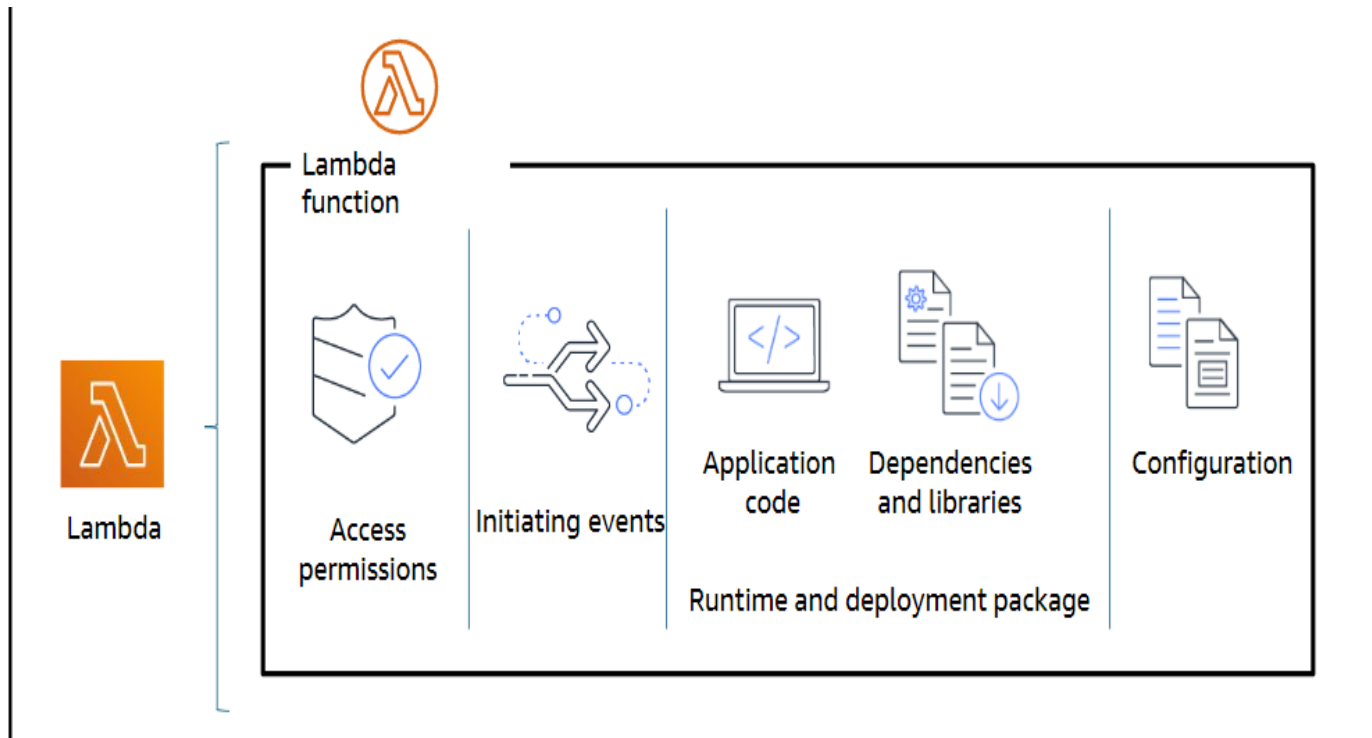 Lambda
function
Lambda
Access
permissions
Initiating events
</>
Application
code
Dependencies
and libraries
Runtime and deployment package
Configuration